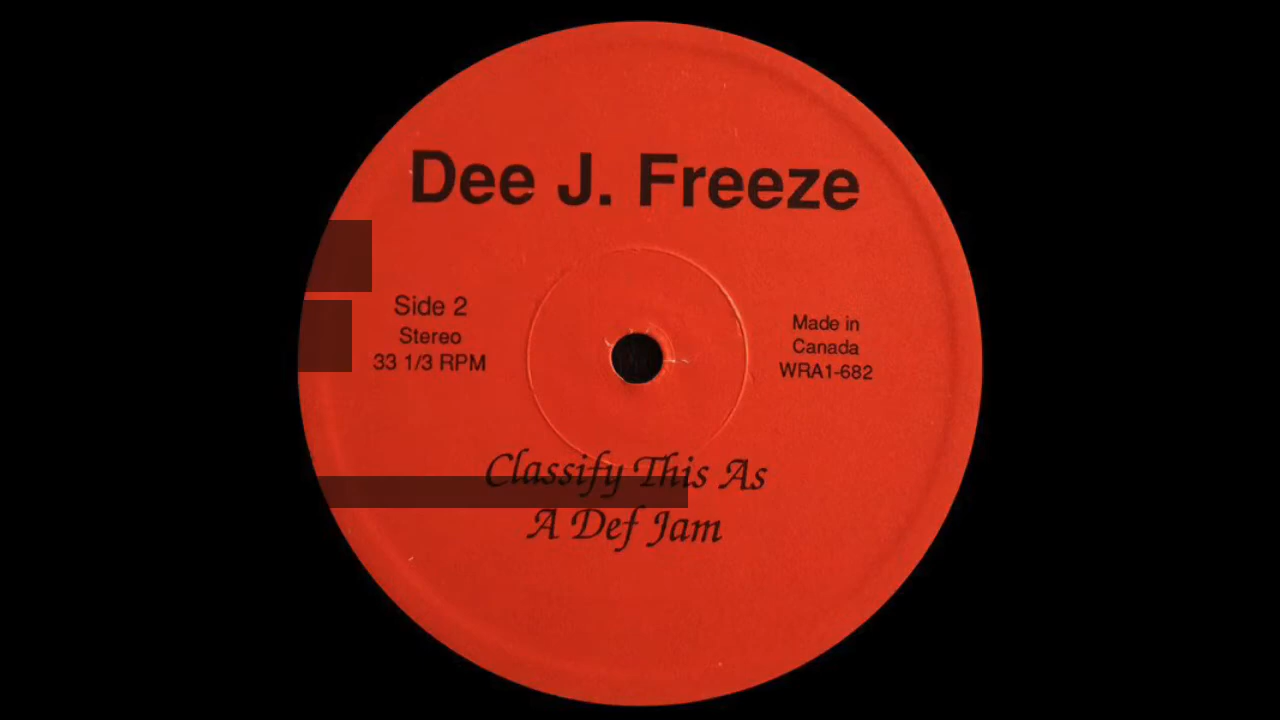 Dee J. Freeze
Side 2
Stereo
33 1/3 RPM
Made in
Canada
WRA1-682
Classify This As
A Def Jam